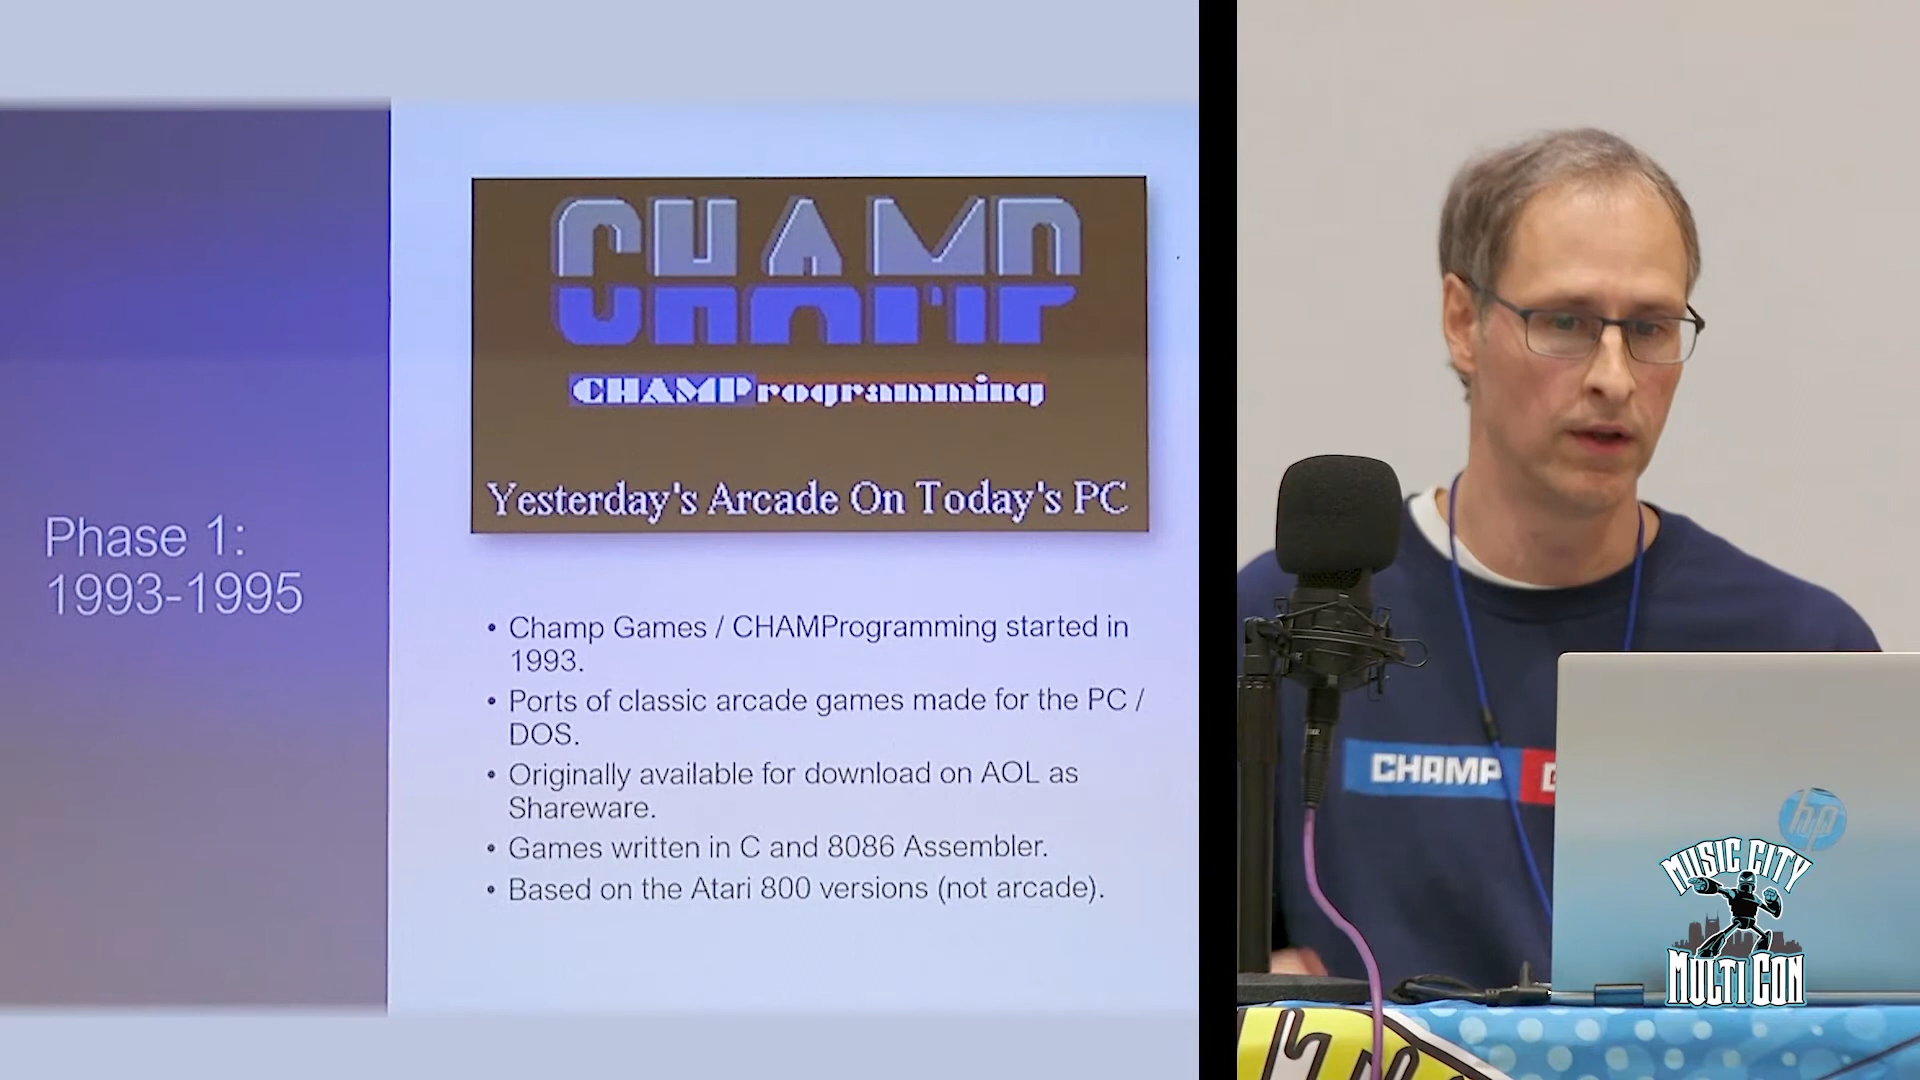 CHAMP
CHAMProgramming
Yesterday's Arcade On Today's PC
Phase 1:
1993-1995
• Champ Games / CHAMProgramming started in
1993.
• Ports of classic arcade games made for the PC /
DOS.
• Originally available for download on AOL as
Shareware.
• Games written in C and 8086 Assembler.
• Based on the Atari 800 versions (not arcade).
CHAMP
hp
MUSIC CITY
MULTI CON